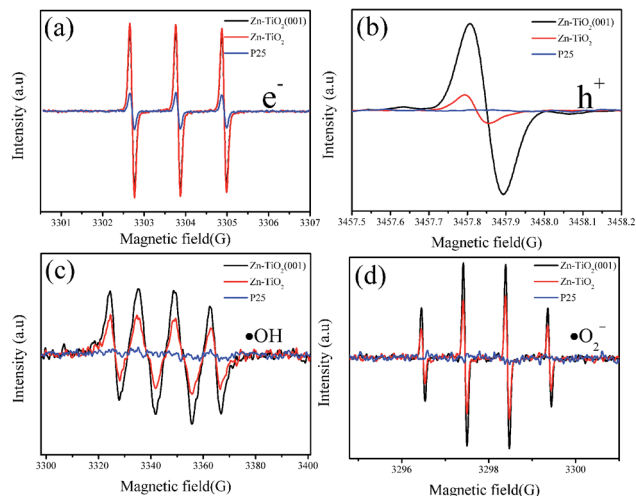 (a)
Zn-TiO2(001)
Zn-TiO2
P25
e-
Intensity (a.u)
3301 3302 3303 3304 3305 3306 3307
Magnetic field(G)
(b)
Zn-TiO2(001)
Zn-TiO2
P25
h+
Intensity (a.u)
3457.5 3457.6 3457.7 3457.8 3457.9 3458.0 3458.1 3458.2
Magnetic field(G)
(c)
Zn-TiO2(001)
Zn-TiO2
P25
●OH
Intensity (a.u)
3300 3320 3340 3360 3380 3400
Magnetic field(G)
(d)
Zn-TiO2(001)
Zn-TiO2
P25
●O2-
Intensity (a.u)
3296 3298 3300
Magnetic field(G)